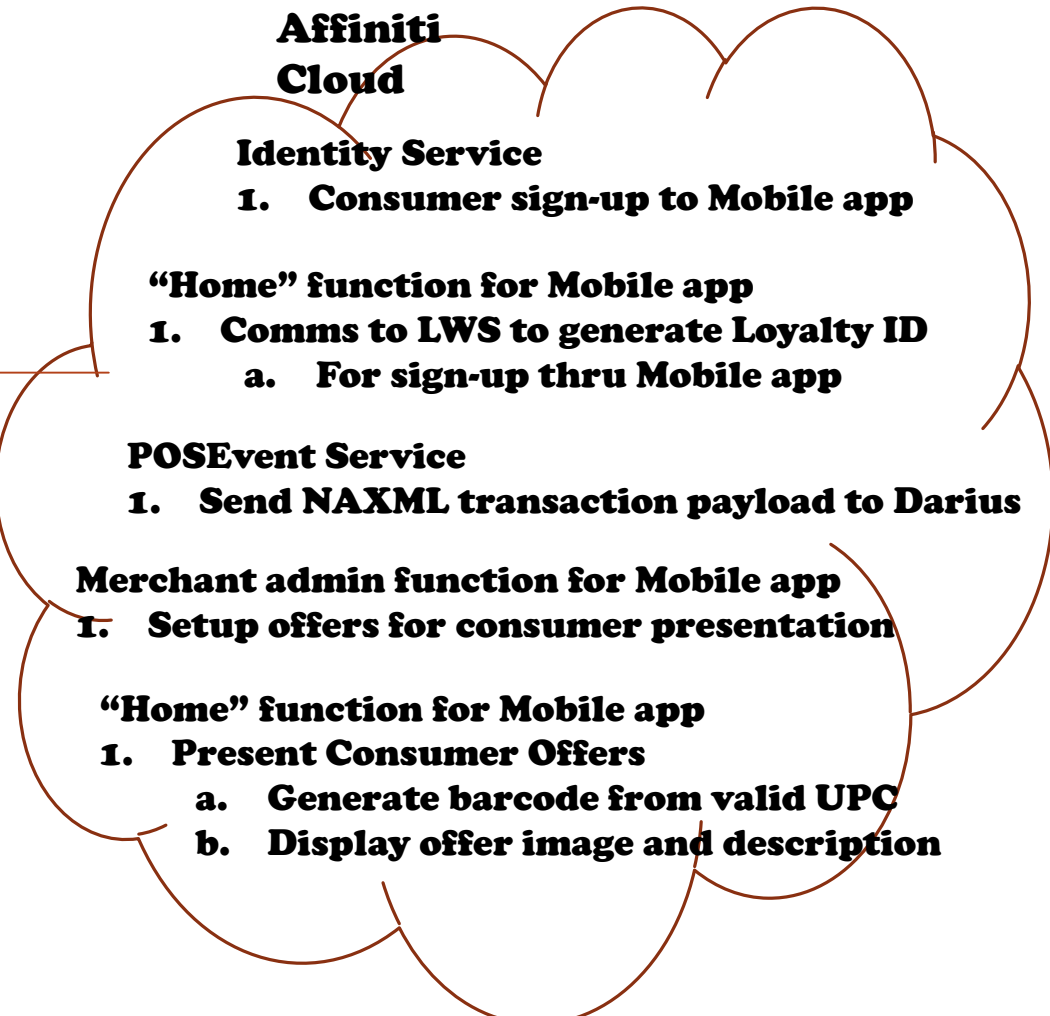 Affiniti
Cloud
Identity Service
1. Consumer sign-up to Mobile app
“Home” function for Mobile app
1. Comms to LWS to generate Loyalty ID
a. For sign-up thru Mobile app
POSEvent Service
1. Send NAXML transaction payload to Darius
Merchant admin function for Mobile app
1. Setup offers for consumer presentation
“Home” function for Mobile app
1. Present Consumer Offers
a. Generate barcode from valid UPC
b. Display offer image and description